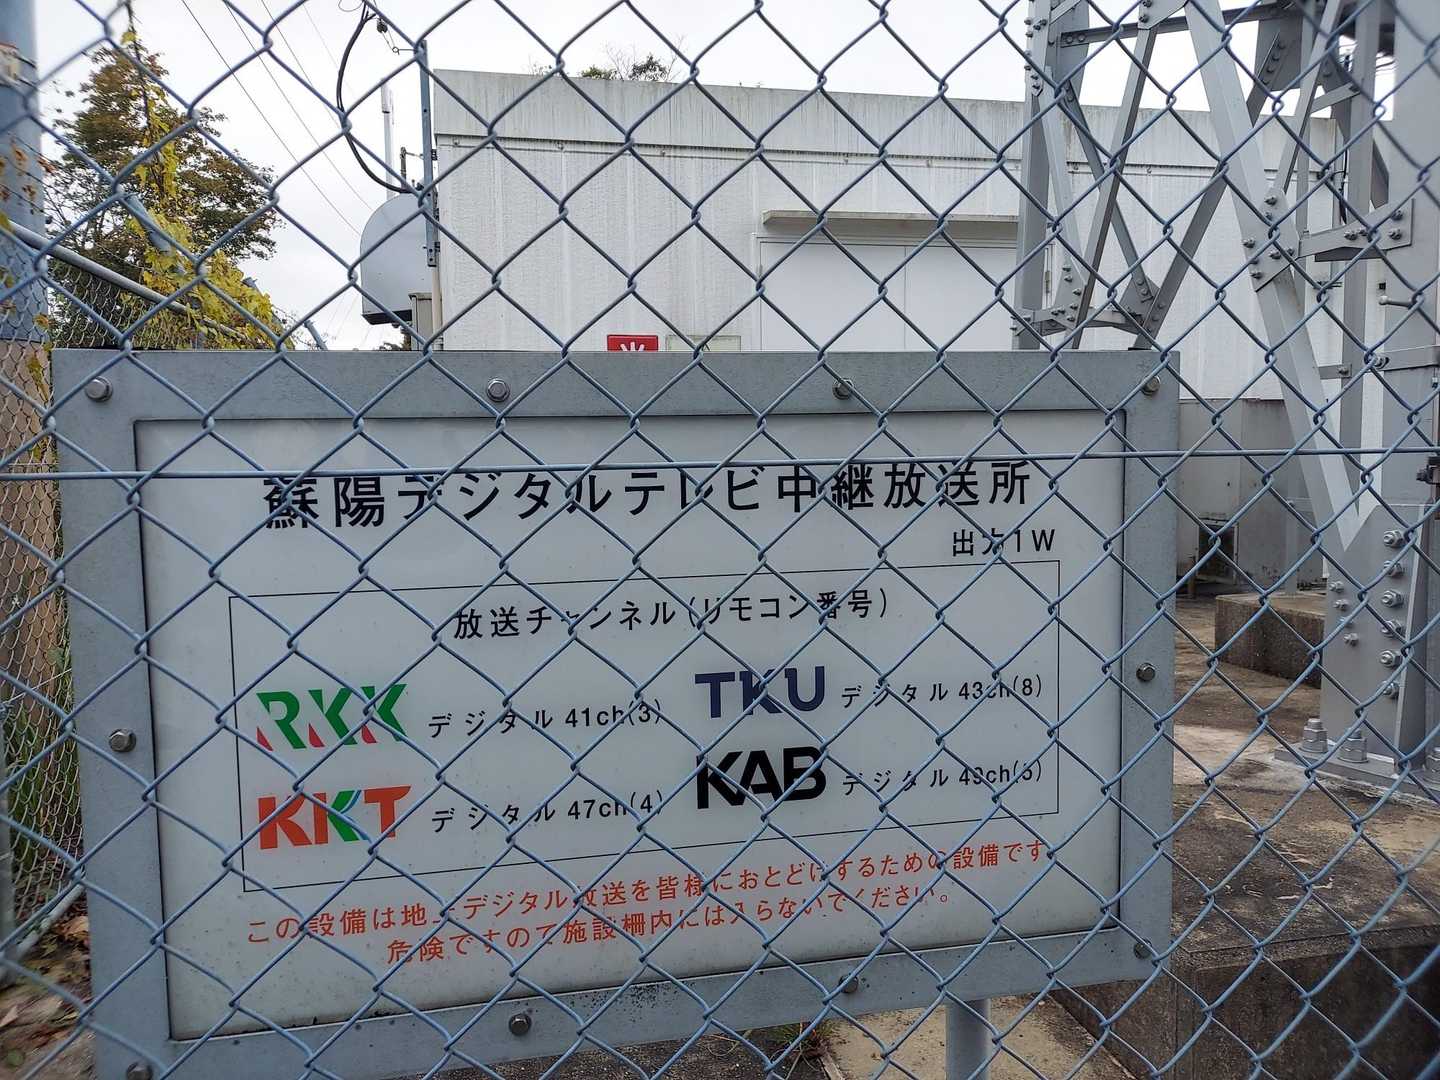 蘇陽デジタルテレビ中継放送所
出力1W
放送チャンネル(リモコン番号)
RKK デジタル 41ch(3) TKU デジタル 43ch(8)
KKT デジタル 47ch(4) KAB デジタル 49ch(5)
この設備は地上デジタル放送を皆様におとどけするための設備です
危険ですので施設柵内には入らないでください。